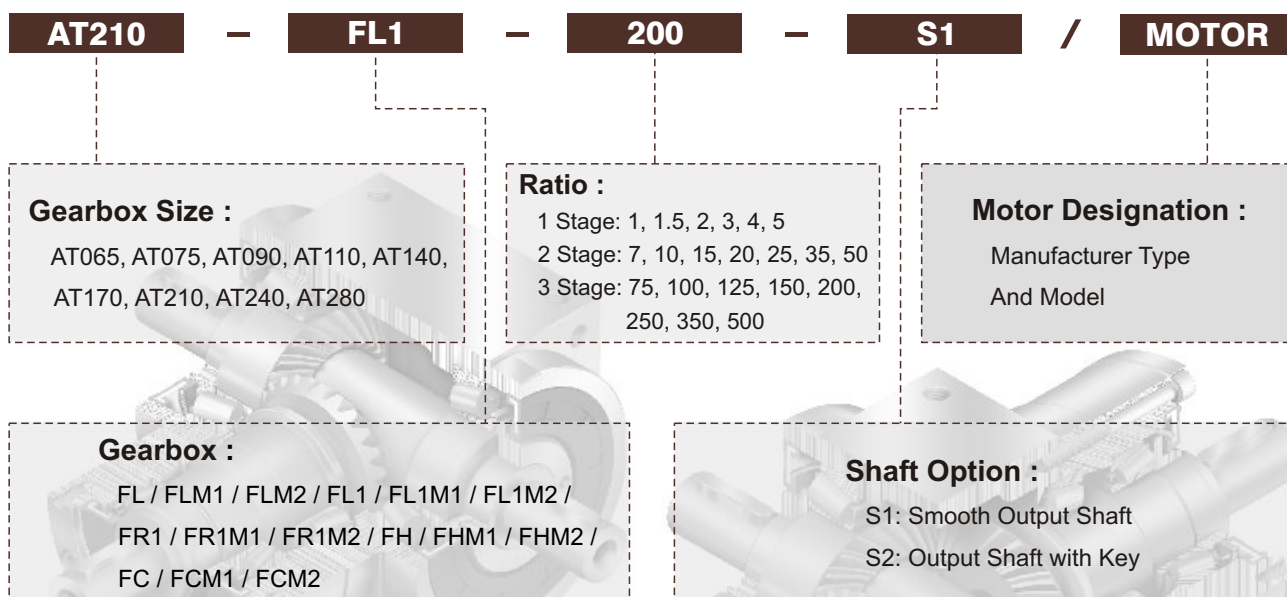 AT210 – FL1 – 200 – S1 / MOTOR
Gearbox Size :
AT065, AT075, AT090, AT110, AT140,
AT170, AT210, AT240, AT280
Ratio :
1 Stage: 1, 1.5, 2, 3, 4, 5
2 Stage: 7, 10, 15, 20, 25, 35, 50
3 Stage: 75, 100, 125, 150, 200,
250, 350, 500
Motor Designation :
Manufacturer Type
And Model
Gearbox :
FL / FLM1 / FLM2 / FL1 / FL1M1 / FL1M2 /
FR1 / FR1M1 / FR1M2 / FH / FHM1 / FHM2 /
FC / FCM1 / FCM2
Shaft Option :
S1: Smooth Output Shaft
S2: Output Shaft with Key